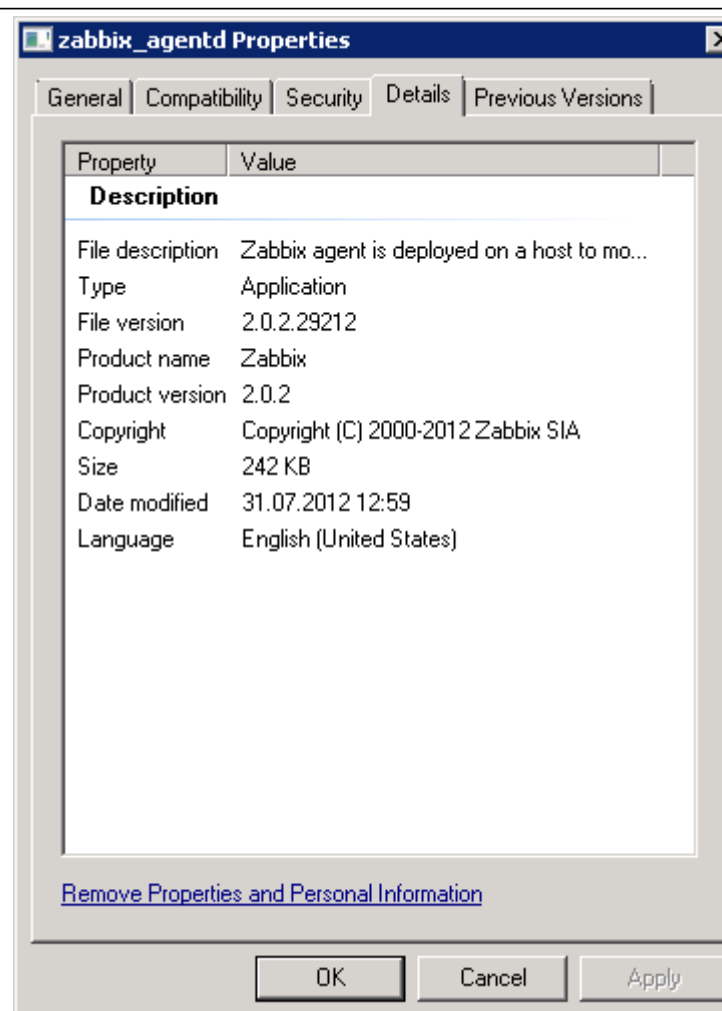 zabbix_agentd Properties
General Compatibility Security Details Previous Versions
Property Value
Description
File description Zabbix agent is deployed on a host to mo...
Type Application
File version 2.0.2.29212
Product name Zabbix
Product version 2.0.2
Copyright Copyright (C) 2000-2012 Zabbix SIA
Size 242 KB
Date modified 31.07.2012 12:59
Language English (United States)
Remove Properties and Personal Information
OK Cancel Apply